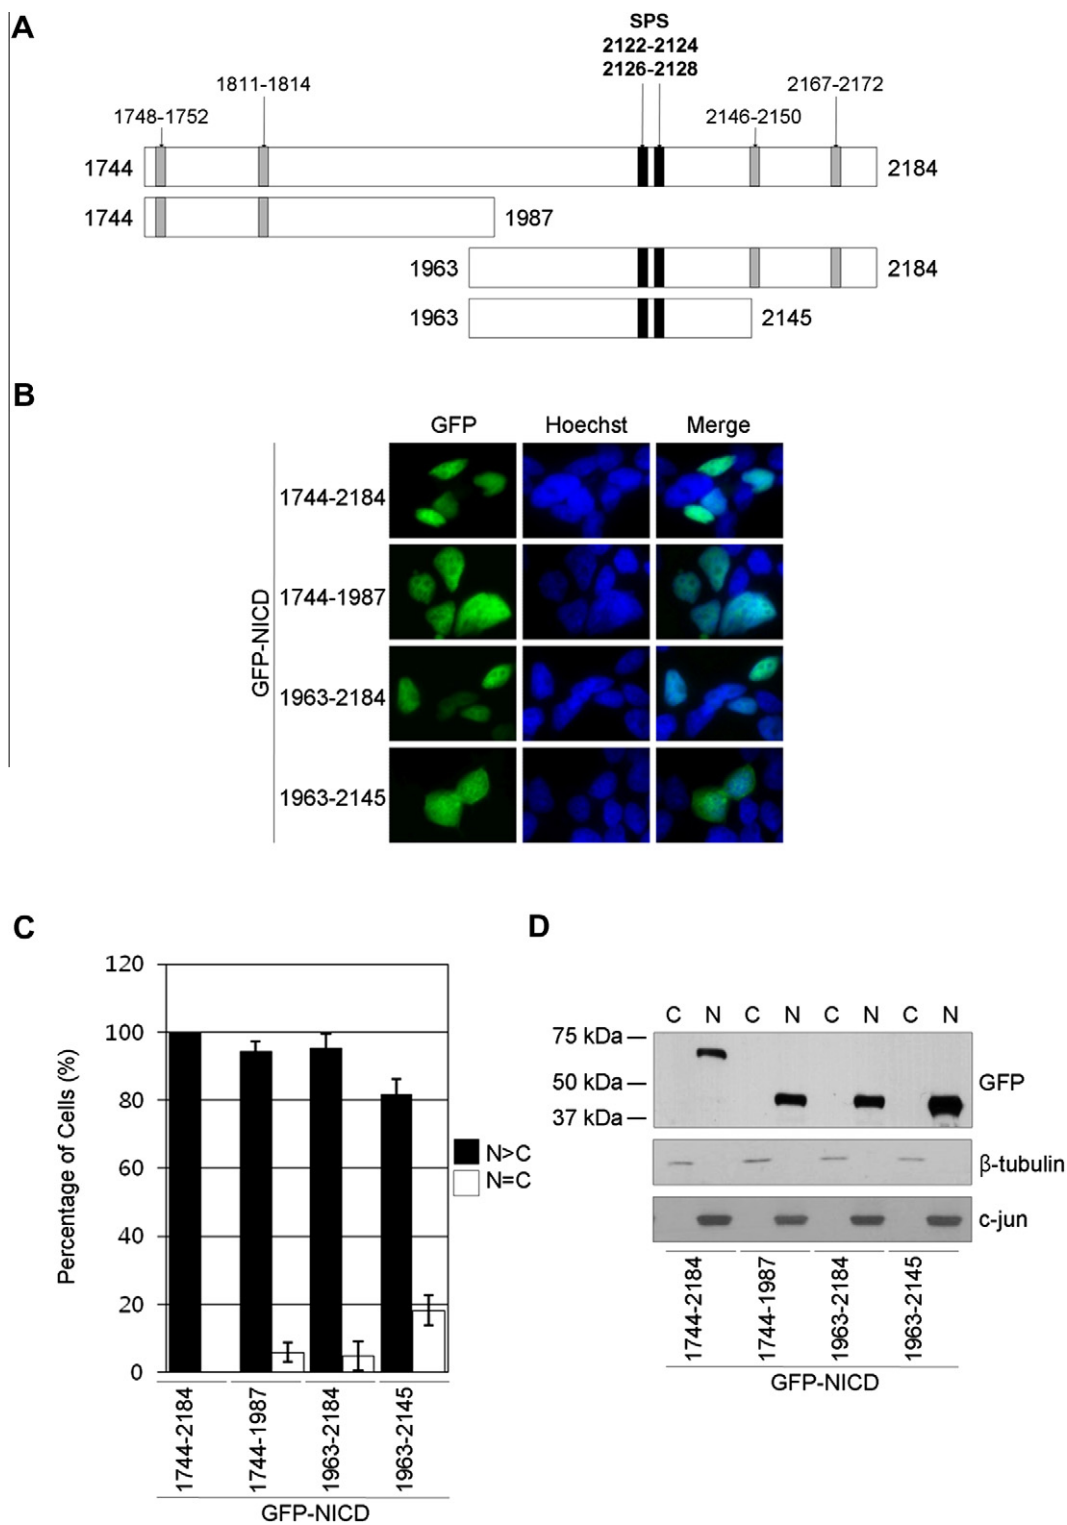 A
SPS
2122-2124
2126-2128
1811-1814
2167-2172
1748-1752
2146-2150
1744
2184
1744
1987
1963
2184
1963
2145
B
GFP Hoechst Merge
GFP-NICD
1744-2184
1744-1987
1963-2184
1963-2145
C
120
100
80
60
40
20
0
Percentage of Cells (%)
N>C
N=C
1744-2184
1744-1987
1963-2184
1963-2145
GFP-NICD
D
C N C N C N C N
75 kDa
50 kDa
37 kDa
GFP
β-tubulin
c-jun
1744-2184
1744-1987
1963-2184
1963-2145
GFP-NICD